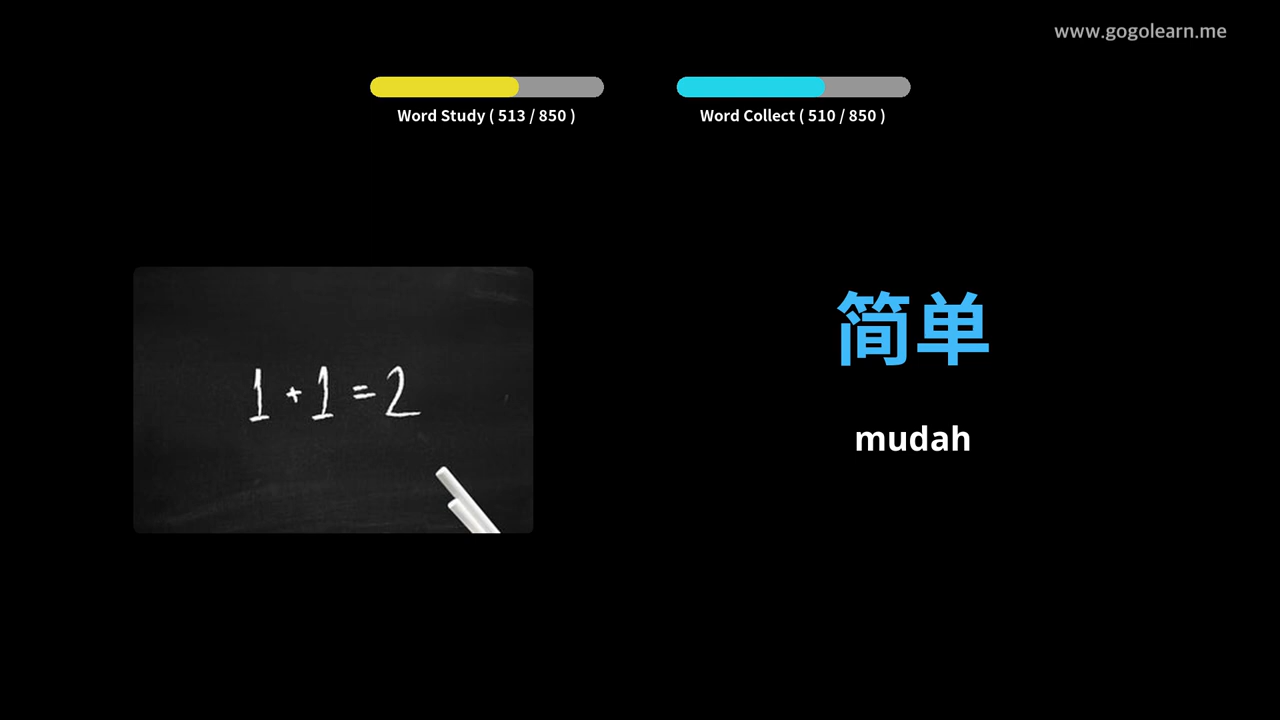 www.gogolearn.me
Word Study ( 513 / 850 )
Word Collect ( 510 / 850 )
1 + 1 = 2
简单
mudah